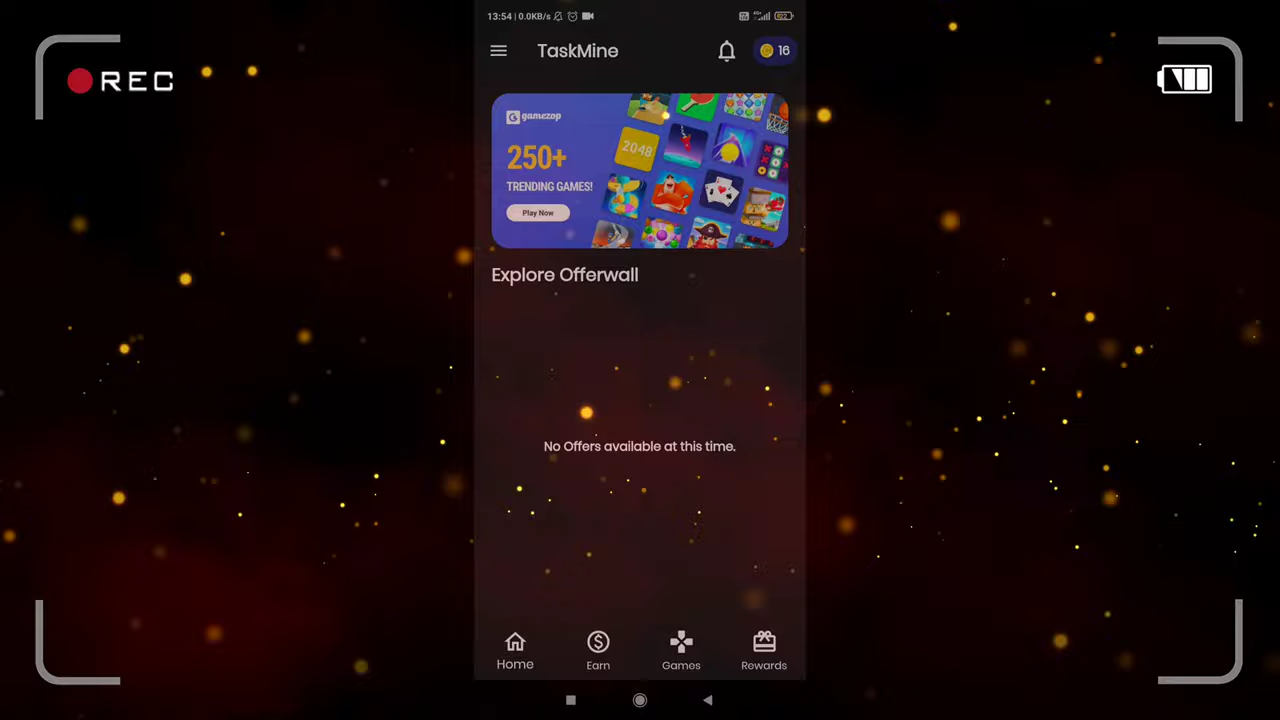 13:54 | 0.0KB/s
REC
TaskMine
16
gamezop
250+
TRENDING GAMES!
Play Now
2048
Explore Offerwall
No Offers available at this time.
Home
Earn
Games
Rewards